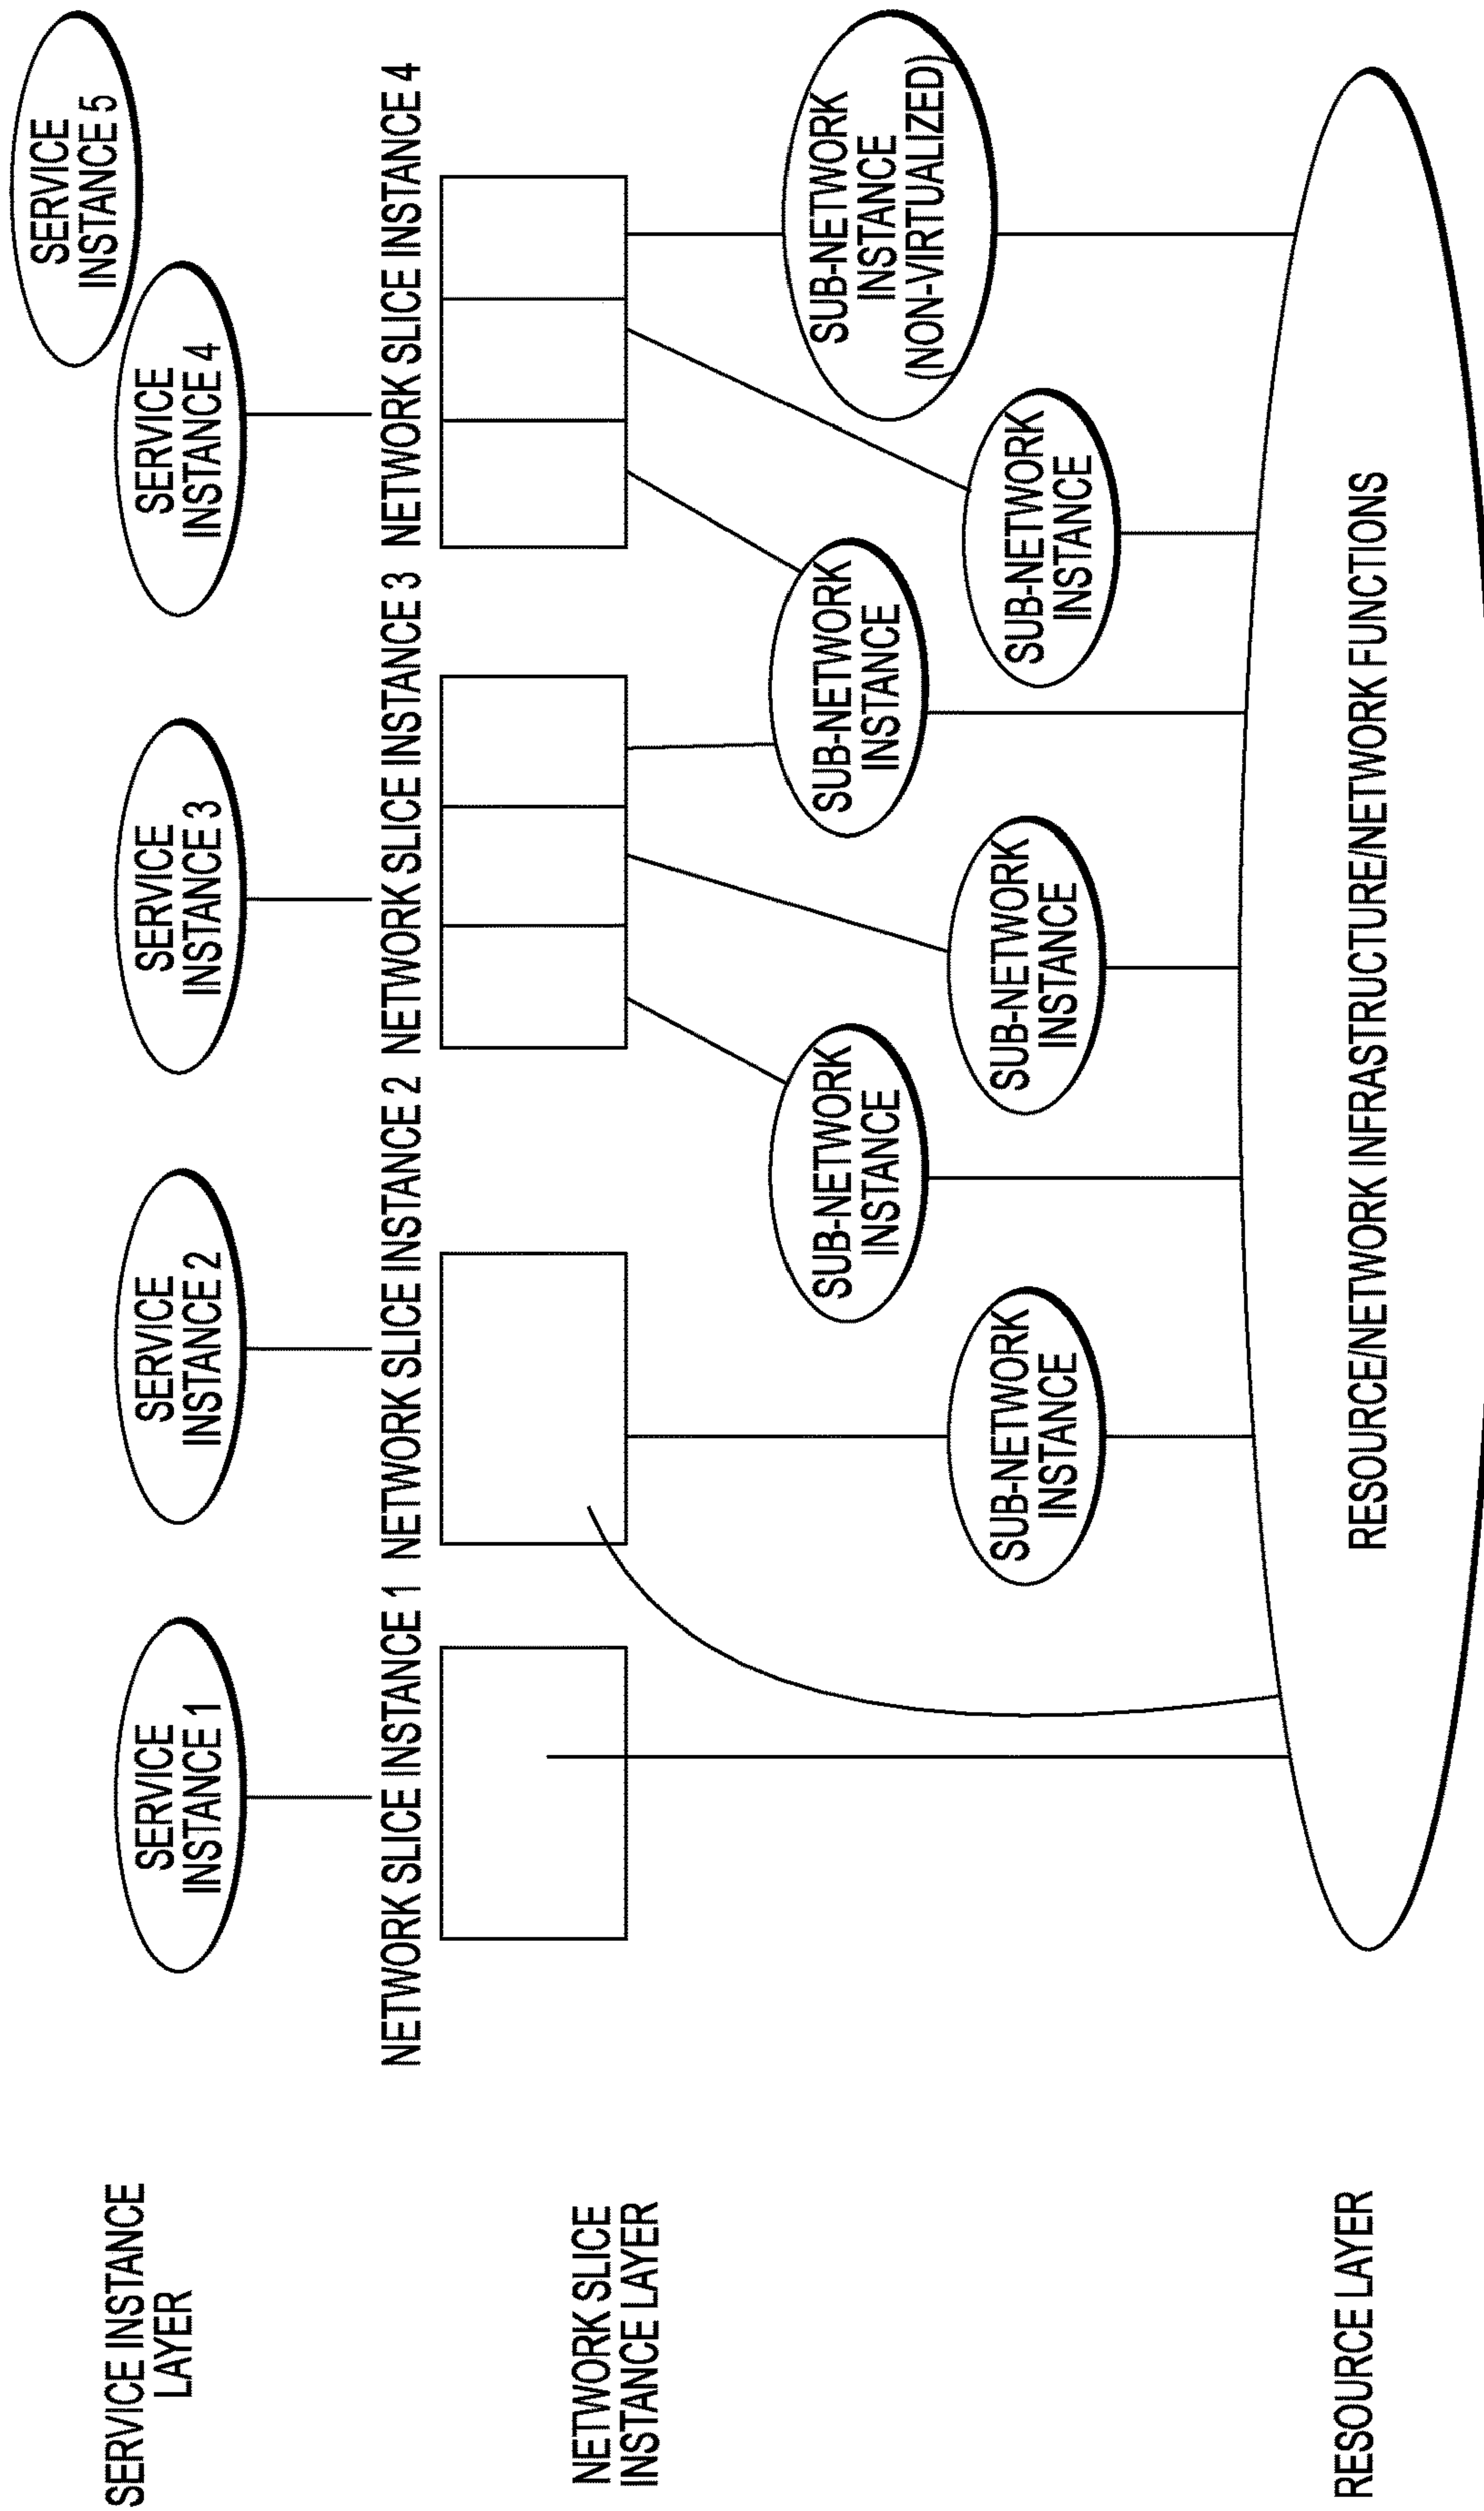 SERVICE INSTANCE
LAYER
SERVICE
INSTANCE 1
SERVICE
INSTANCE 2
SERVICE
INSTANCE 3
SERVICE
INSTANCE 4
SERVICE
INSTANCE 5
NETWORK SLICE INSTANCE 1
NETWORK SLICE INSTANCE 2
NETWORK SLICE INSTANCE 3
NETWORK SLICE INSTANCE 4
NETWORK SLICE
INSTANCE LAYER
SUB-NETWORK
INSTANCE
SUB-NETWORK
INSTANCE
SUB-NETWORK
INSTANCE
SUB-NETWORK
INSTANCE
SUB-NETWORK
INSTANCE
SUB-NETWORK
INSTANCE
(NON-VIRTUALIZED)
RESOURCE LAYER
RESOURCE/NETWORK INFRASTRUCTURE/NETWORK FUNCTIONS